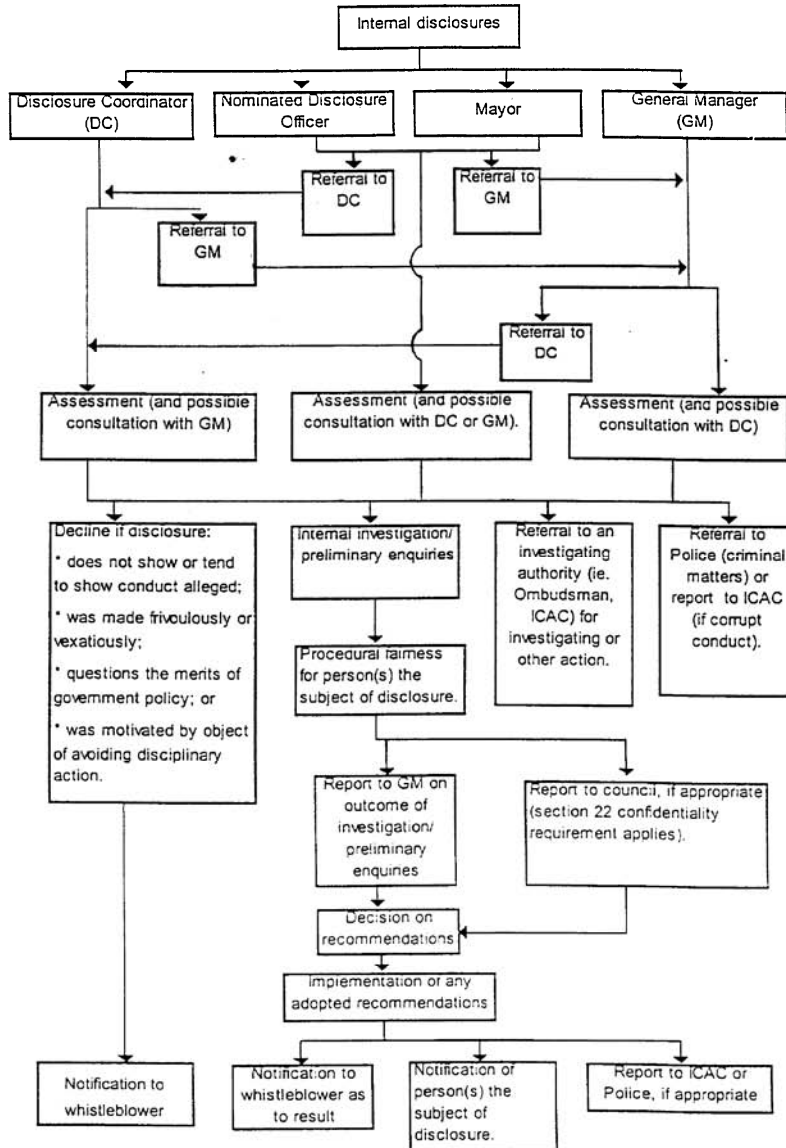 Internal disclosures
Disclosure Coordinator
(DC)
Nominated Disclosure
Officer
Mayor
General Manager
(GM)
Referral to
DC
Referral to
GM
Referral to
GM
Referral to
DC
Assessment (and possible
consultation with GM)
Assessment (and possible
consultation with DC or GM).
Assessment (and possible
consultation with DC)
Decline if disclosure:
* does not show or tend
to show conduct alleged;
* was made frivoulously or
vexatiously;
* questions the merits of
government policy; or
* was motivated by object
of avoiding disciplinary
action.
Internal investigation/
preliminary enquiries
Referral to an
investigating
authority (ie.
Ombudsman,
ICAC) for
investigating or
other action.
Referral to
Police (criminal
matters) or
report to ICAC
(if corrupt
conduct).
Procedural fairness
for person(s) the
subject of disclosure.
Report to GM on
outcome of
investigation/
preliminary
enquiries
Report to council, if appropriate
(section 22 confidentiality
requirement applies).
Decision on
recommendations
Implementation of any
adopted recommendations
Notification to
whistleblower
Notification to
whistleblower as
to result
Notification of
person(s) the
subject of
disclosure.
Report to ICAC or
Police, if appropriate